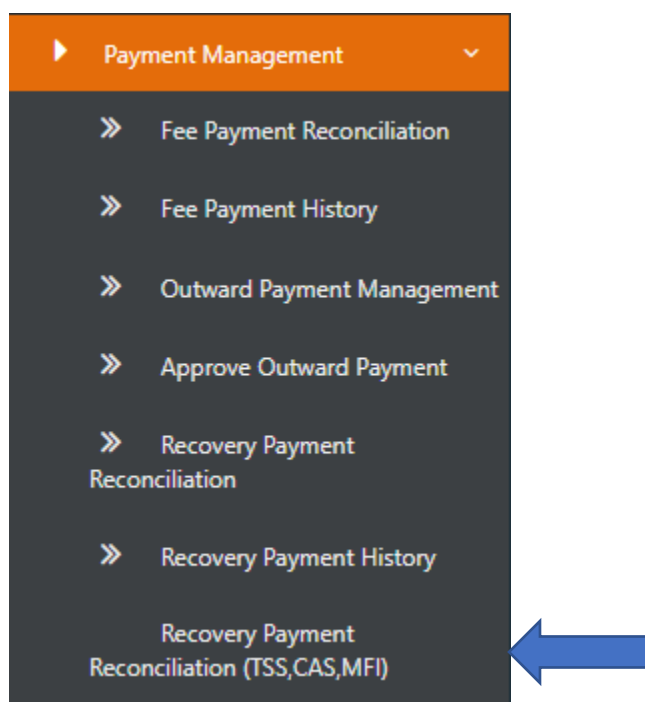 Payment Management
Fee Payment Reconciliation
Fee Payment History
Outward Payment Management
Approve Outward Payment
Recovery Payment
Reconciliation
Recovery Payment History
Recovery Payment
Reconciliation (TSS,CAS,MFI)